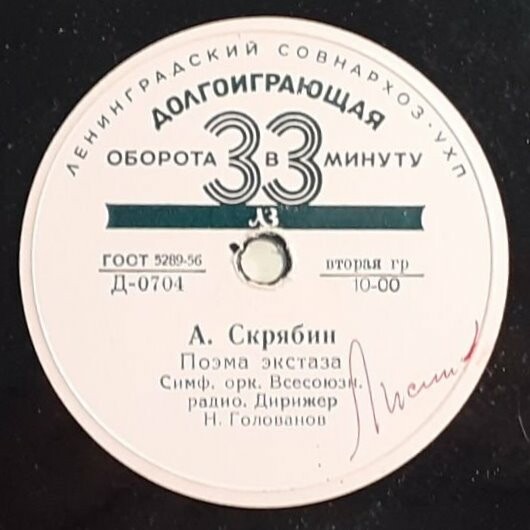 ЛЕНИНГРАДСКИЙ СОВНАРХОЗ · УХП
ДОЛГОИГРАЮЩАЯ
ОБОРОТА 33 В МИНУТУ
ЛЗ
ГОСТ 5289-56
Д-0704
вторая гр
10-00
А. Скрябин
Поэма экстаза
Симф. орк. Всесоюзн.
радио. Дирижер
Н. Голованов